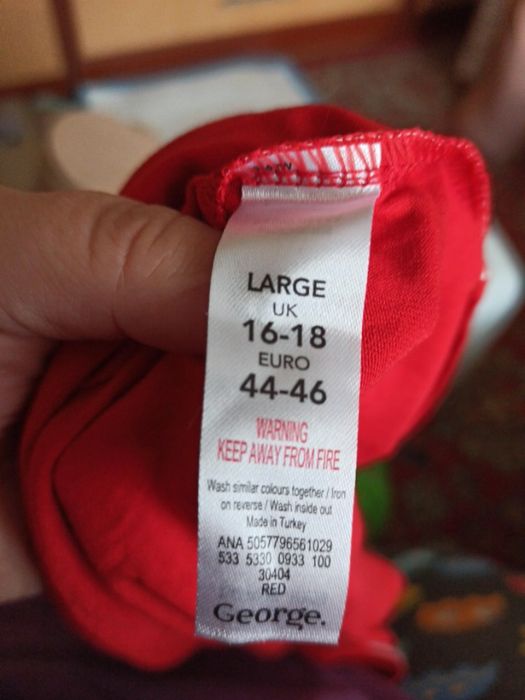 LARGE
UK
16-18
EURO
44-46
WARNING
KEEP AWAY FROM FIRE
Wash similar colours together / Iron
on reverse / Wash inside out
Made in Turkey
ANA 5057796561029
533 5330 0933 100
30404
RED
George.